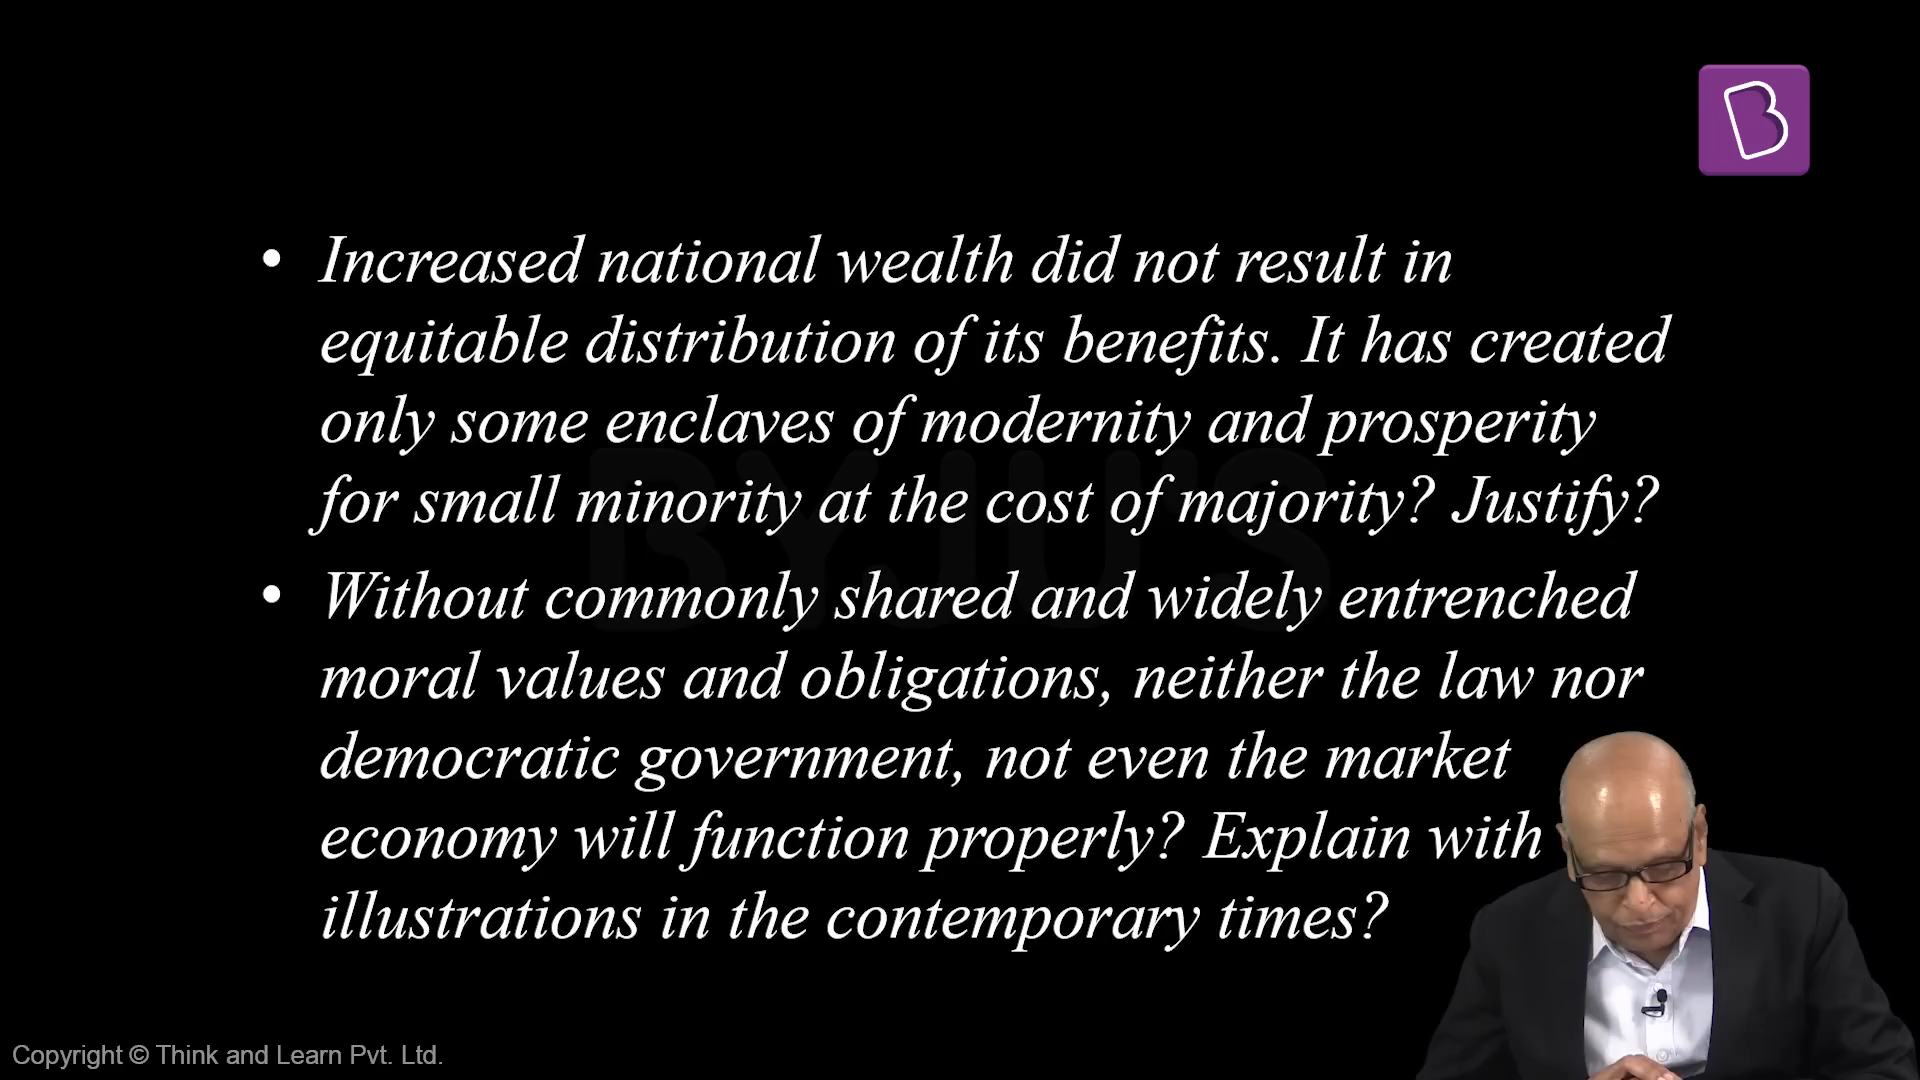 • Increased national wealth did not result in
equitable distribution of its benefits. It has created
only some enclaves of modernity and prosperity
for small minority at the cost of majority? Justify?
• Without commonly shared and widely entrenched
moral values and obligations, neither the law nor
democratic government, not even the market
economy will function properly? Explain with
illustrations in the contemporary times?
B
BYJU'S
Copyright © Think and Learn Pvt. Ltd.